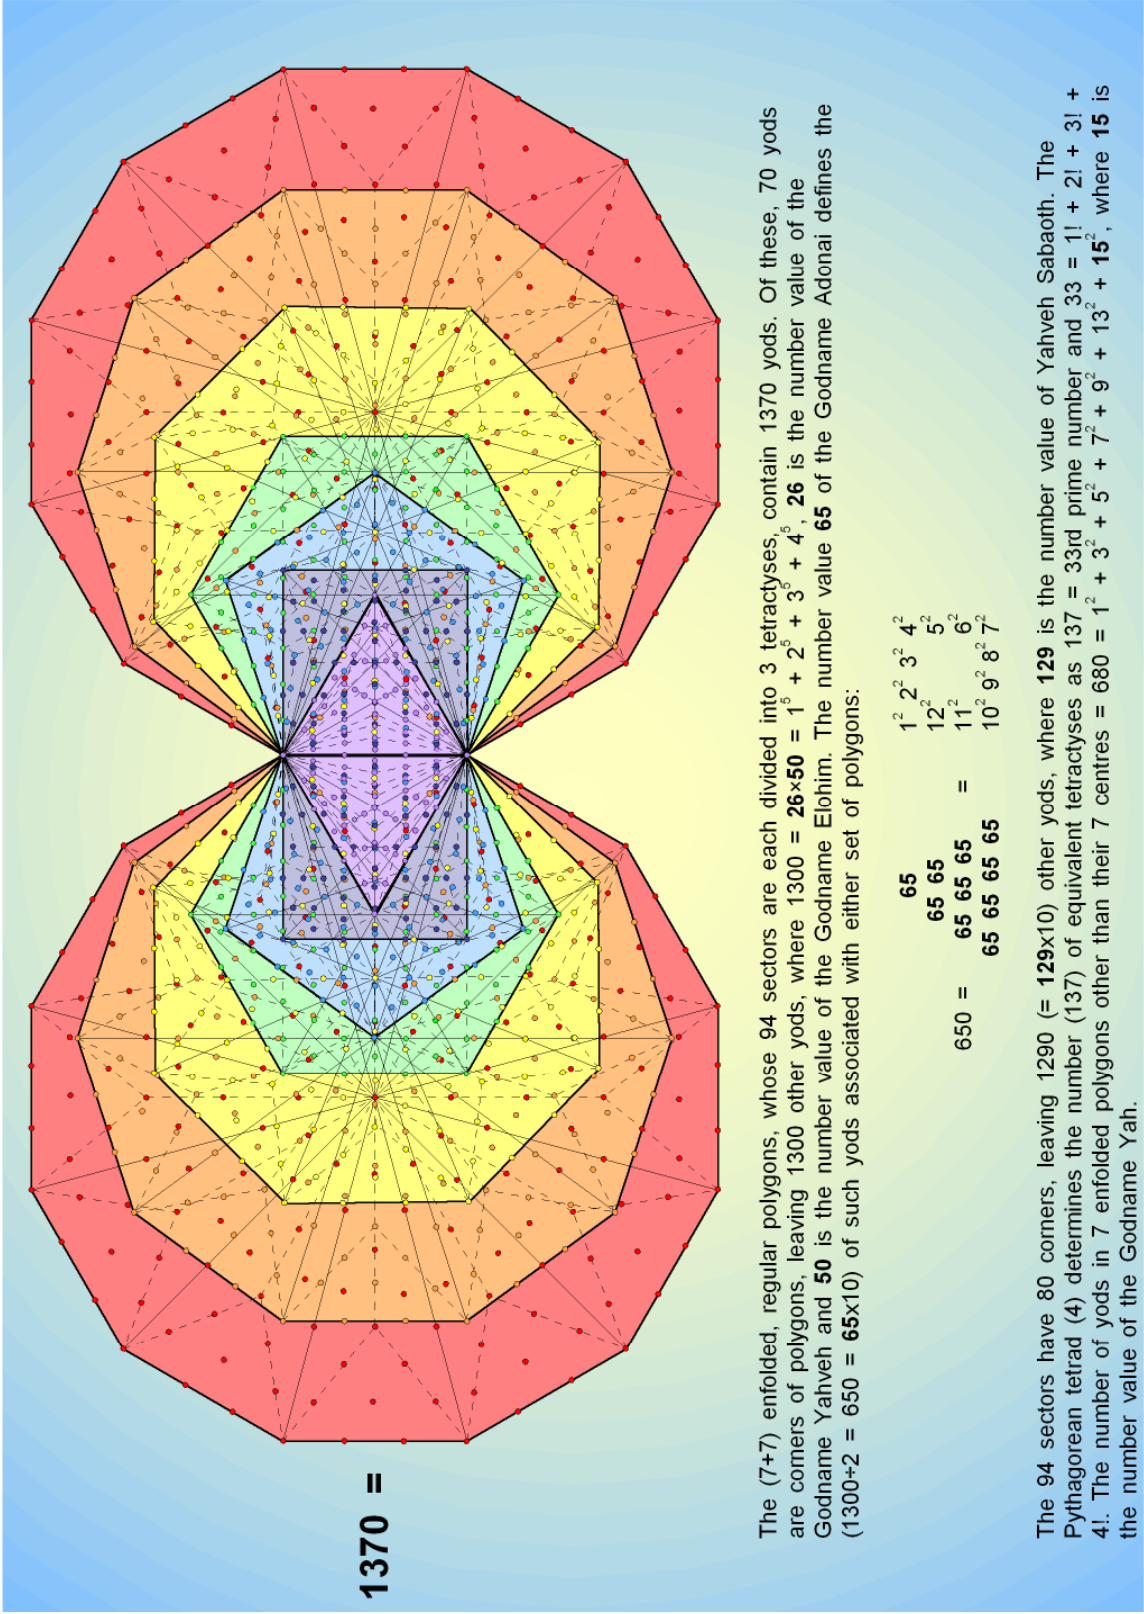 1370 =
The (7+7) enfolded, regular polygons, whose 94 sectors are each divided into 3 tetractyses, contain 1370 yods. Of these, 70 yods
are corners of polygons, leaving 1300 other yods, where 1300 = 26×50 = 1⁵ + 2⁵ + 3⁵ + 4⁵, 26 is the number value of the
Godname Yahveh and 50 is the number value of the Godname Elohim. The number value 65 of the Godname Adonai defines the
(1300÷2 = 650 = 65x10) of such yods associated with either set of polygons:
65 1² 2² 3² 4²
65 65 12² 5²
650 = 65 65 65 = 11² 6²
65 65 65 65 10² 9² 8² 7²
The 94 sectors have 80 corners, leaving 1290 (= 129x10) other yods, where 129 is the number value of Yahveh Sabaoth. The
Pythagorean tetrad (4) determines the number (137) of equivalent tetractyses as 137 = 33rd prime number and 33 = 1! + 2! + 3! +
4!. The number of yods in 7 enfolded polygons other than their 7 centres = 680 = 1² + 3² + 5² + 7² + 9² + 13² + 15², where 15 is
the number value of the Godname Yah.